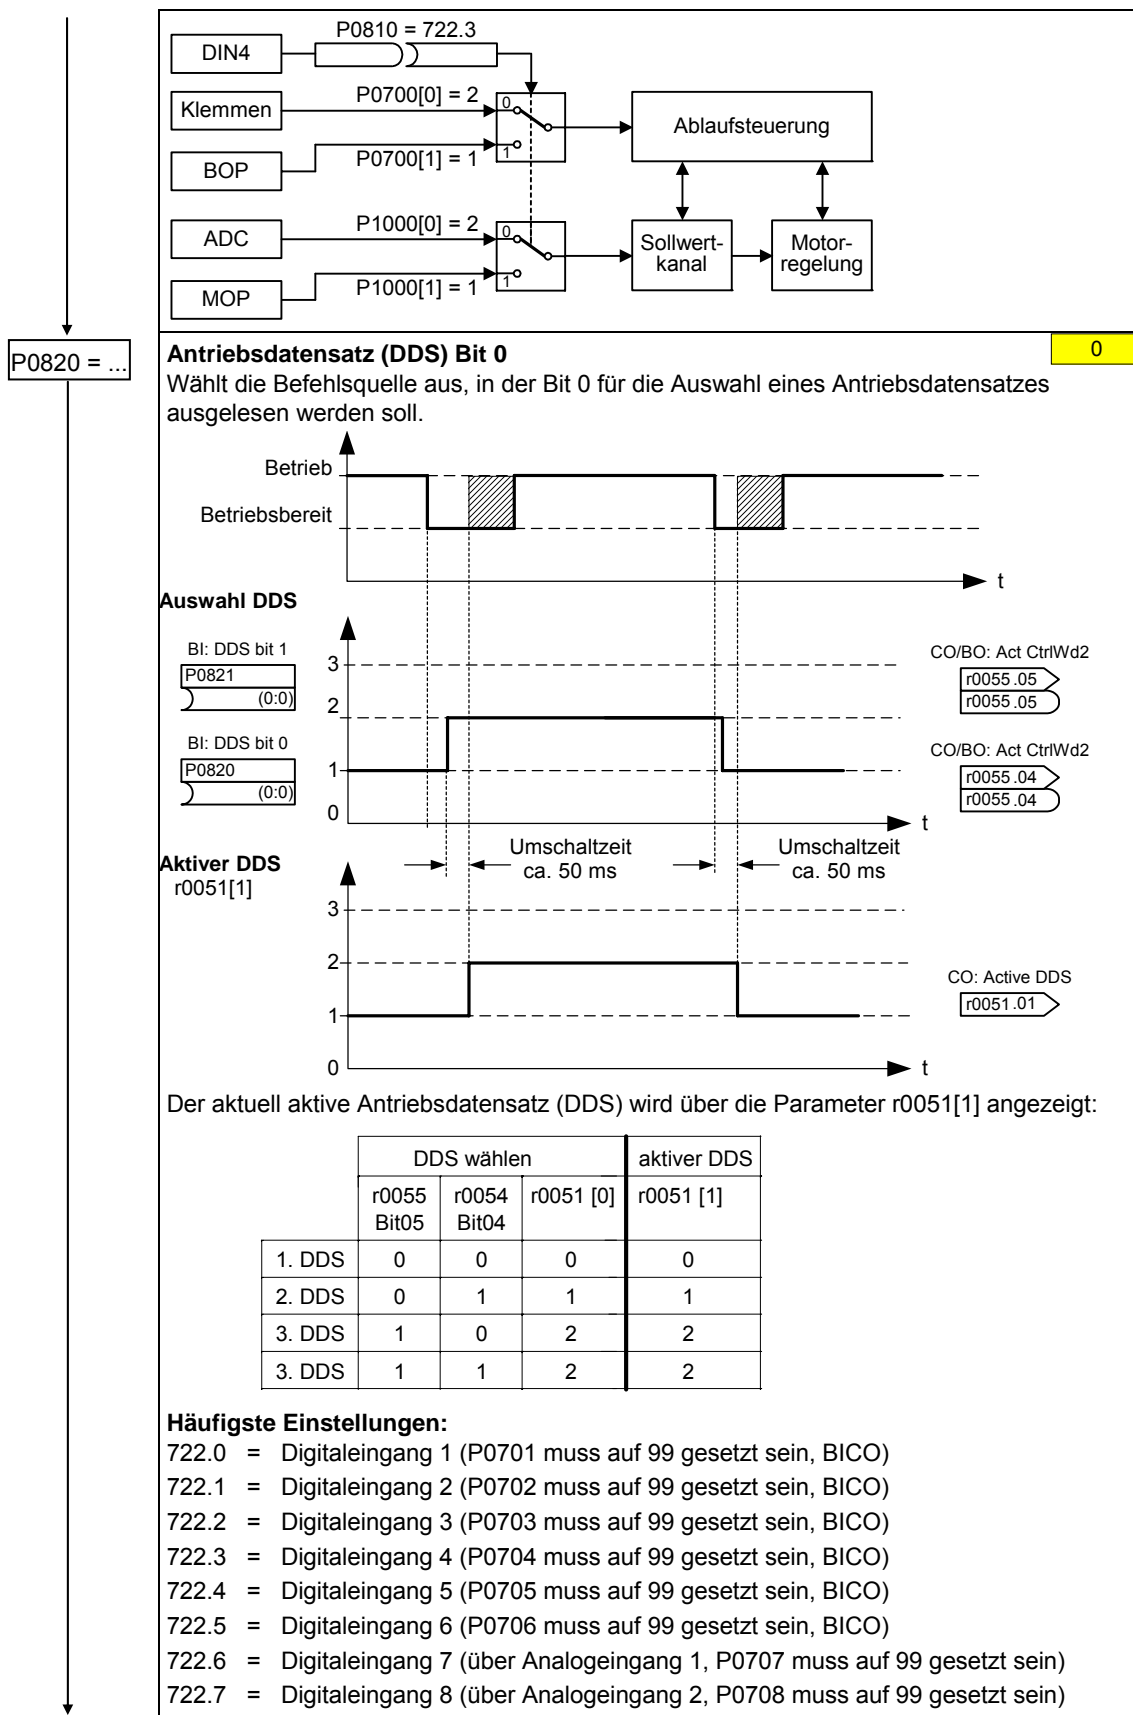 P0810 = 722.3
DIN4
Klemmen
P0700[0] = 2
0
1
BOP
P0700[1] = 1
Ablaufsteuerung
ADC
P1000[0] = 2
0
1
MOP
P1000[1] = 1
Sollwert-
kanal
Motor-
regelung
P0820 = ...
Antriebsdatensatz (DDS) Bit 0
0
Wählt die Befehlsquelle aus, in der Bit 0 für die Auswahl eines Antriebsdatensatzes
ausgelesen werden soll.
Betrieb
Betriebsbereit
t
Auswahl DDS
BI: DDS bit 1
P0821
(0:0)
BI: DDS bit 0
P0820
(0:0)
3
2
1
0
t
CO/BO: Act CtrlWd2
r0055 .05
r0055 .05
CO/BO: Act CtrlWd2
r0055 .04
r0055 .04
Umschaltzeit
ca. 50 ms
Umschaltzeit
ca. 50 ms
Aktiver DDS
r0051[1]
3
2
1
0
t
CO: Active DDS
r0051 .01
Der aktuell aktive Antriebsdatensatz (DDS) wird über die Parameter r0051[1] angezeigt:
DDS wählen aktiver DDS
r0055 r0054 r0051 [0] r0051 [1]
Bit05 Bit04
1. DDS 0 0 0 0
2. DDS 0 1 1 1
3. DDS 1 0 2 2
3. DDS 1 1 2 2
Häufigste Einstellungen:
722.0 = Digitaleingang 1 (P0701 muss auf 99 gesetzt sein, BICO)
722.1 = Digitaleingang 2 (P0702 muss auf 99 gesetzt sein, BICO)
722.2 = Digitaleingang 3 (P0703 muss auf 99 gesetzt sein, BICO)
722.3 = Digitaleingang 4 (P0704 muss auf 99 gesetzt sein, BICO)
722.4 = Digitaleingang 5 (P0705 muss auf 99 gesetzt sein, BICO)
722.5 = Digitaleingang 6 (P0706 muss auf 99 gesetzt sein, BICO)
722.6 = Digitaleingang 7 (über Analogeingang 1, P0707 muss auf 99 gesetzt sein)
722.7 = Digitaleingang 8 (über Analogeingang 2, P0708 muss auf 99 gesetzt sein)